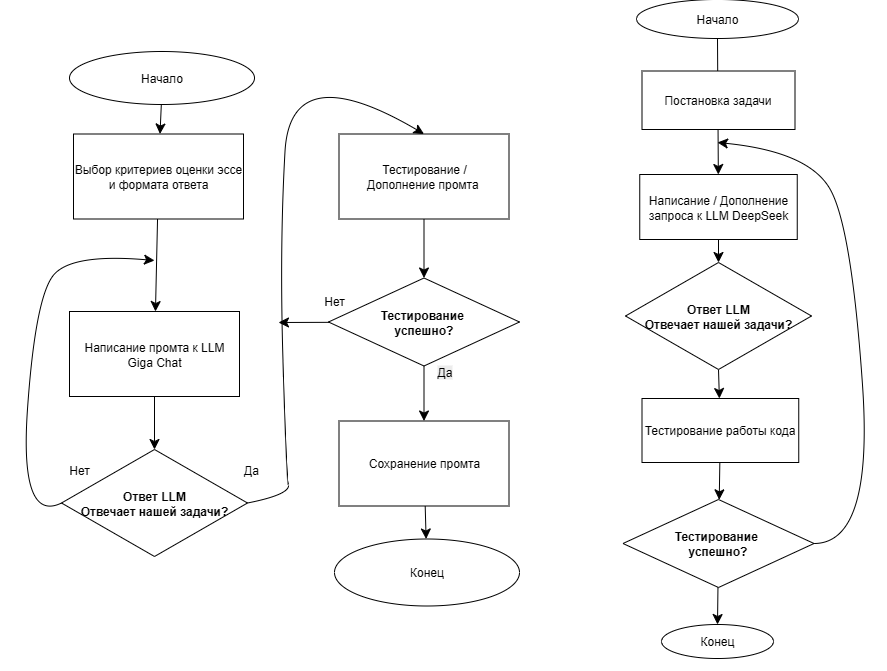 Начало
Выбор критериев оценки эссе
и формата ответа
Написание промта к LLM
Giga Chat
Нет
Да
Ответ LLM
Отвечает нашей задачи?
Тестирование /
Дополнение промта
Нет
Тестирование
успешно?
Да
Сохранение промта
Конец
Начало
Постановка задачи
Написание / Дополнение
запроса к LLM DeepSeek
Ответ LLM
Отвечает нашей задачи?
Тестирование работы кода
Тестирование
успешно?
Конец